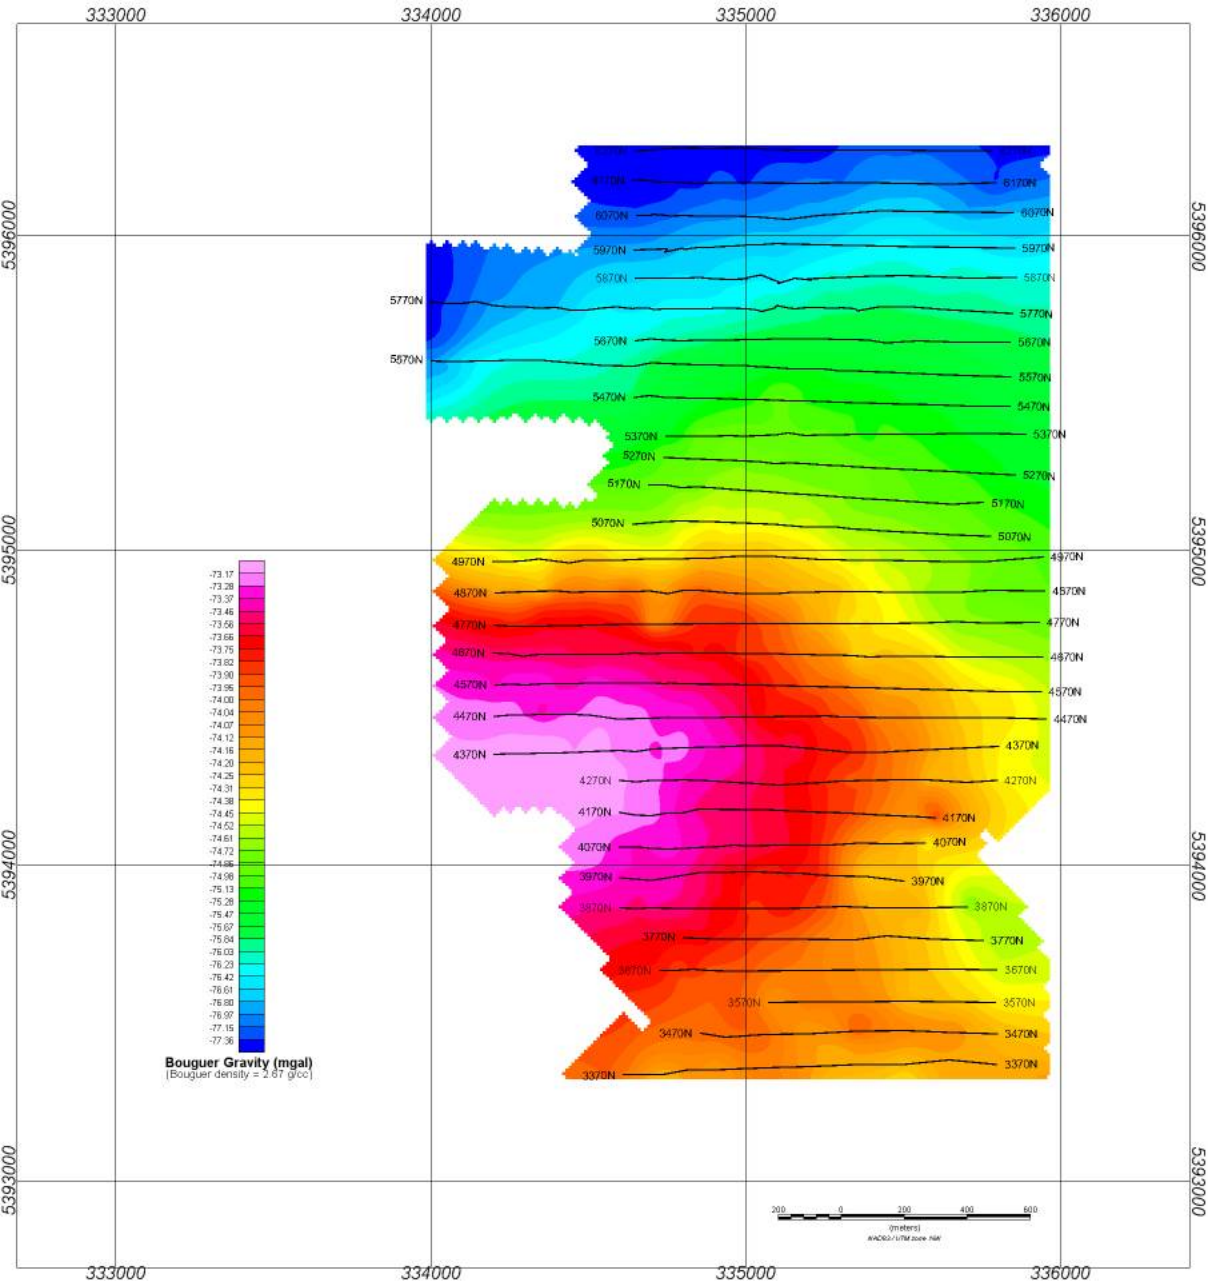 333000 334000 335000 336000
6170N 6170N
6070N 6070N
5396000 5396000
5970N 5970N
5870N 5870N
5770N 5770N
5670N 5670N
5570N 5570N
5470N 5470N
5370N 5370N
5270N 5270N
5170N 5170N
5070N 5070N
5395000 5395000
4970N 4970N
4870N 4870N
4770N 4770N
4670N 4670N
4570N 4570N
4470N 4470N
4370N 4370N
4270N 4270N
4170N 4170N
4070N 4070N
5394000 5394000
3970N 3970N
3870N 3870N
3770N 3770N
3670N 3670N
3570N 3570N
3470N 3470N
3370N 3370N
-73.17
-73.28
-73.37
-73.46
-73.56
-73.66
-73.75
-73.82
-73.90
-73.95
-74.00
-74.04
-74.07
-74.12
-74.16
-74.20
-74.25
-74.31
-74.38
-74.45
-74.52
-74.61
-74.72
-74.85
-74.98
-75.13
-75.28
-75.47
-75.67
-75.84
-76.03
-76.23
-76.42
-76.61
-76.80
-76.97
-77.15
-77.36
Bouguer Gravity (mgal)
(Bouguer density = 2.67 g/cc)
5393000 5393000
200 0 200 400 600
(meters)
NAD83 / UTM zone 16N
333000 334000 335000 336000